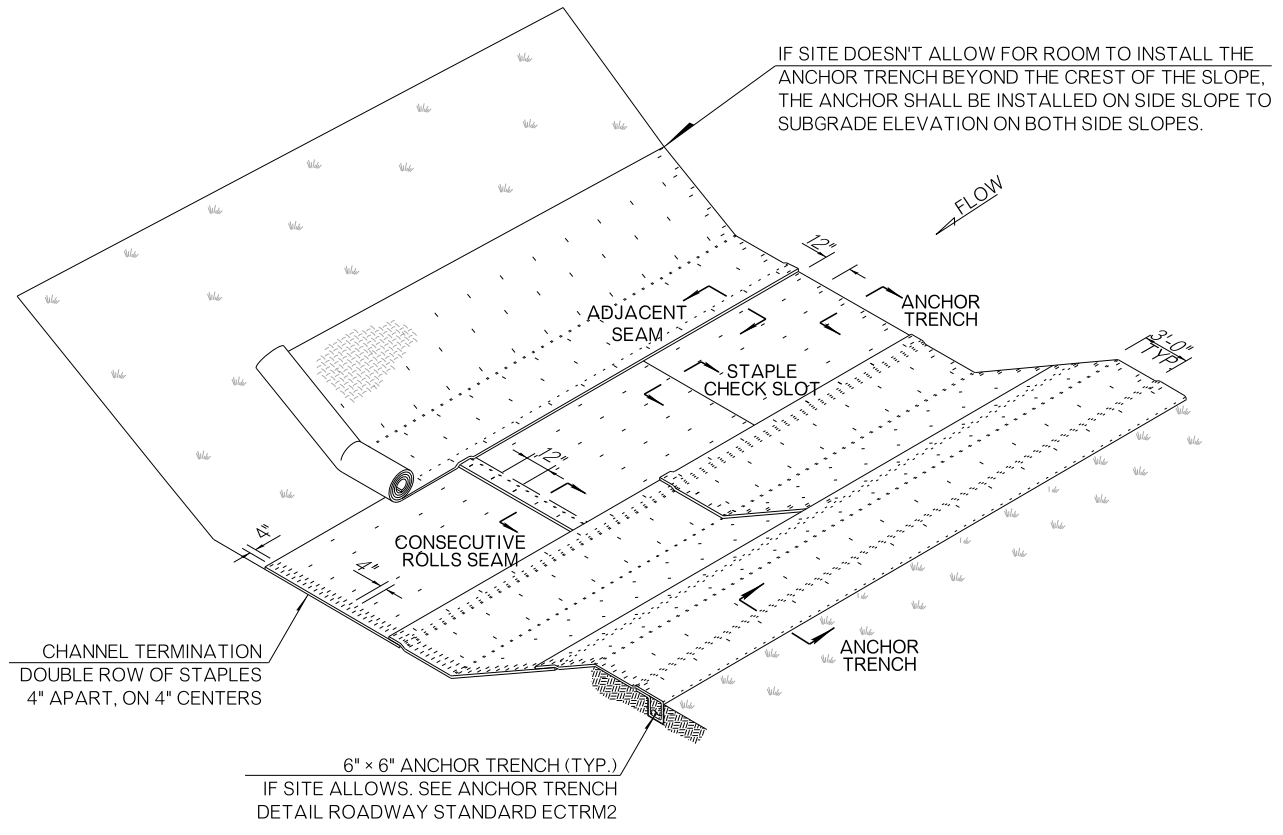 IF SITE DOESN'T ALLOW FOR ROOM TO INSTALL THE
ANCHOR TRENCH BEYOND THE CREST OF THE SLOPE,
THE ANCHOR SHALL BE INSTALLED ON SIDE SLOPE TO
SUBGRADE ELEVATION ON BOTH SIDE SLOPES.
FLOW
12"
ANCHOR
TRENCH
ADJACENT
SEAM
3'-0"
TYP.
STAPLE
CHECK SLOT
12"
CONSECUTIVE
ROLLS SEAM
4"
4"
CHANNEL TERMINATION
DOUBLE ROW OF STAPLES
4" APART, ON 4" CENTERS
ANCHOR
TRENCH
6" × 6" ANCHOR TRENCH (TYP.)
IF SITE ALLOWS. SEE ANCHOR TRENCH
DETAIL ROADWAY STANDARD ECTRM2